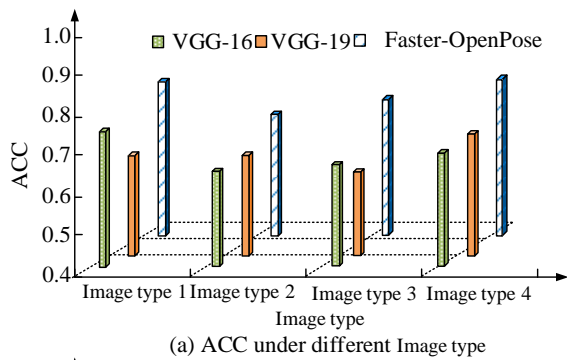 VGG-16 VGG-19 Faster-OpenPose
1.0
0.9
0.8
0.7
0.6
0.5
0.4
ACC
Image type 1 Image type 2 Image type 3 Image type 4
Image type
(a) ACC under different Image type